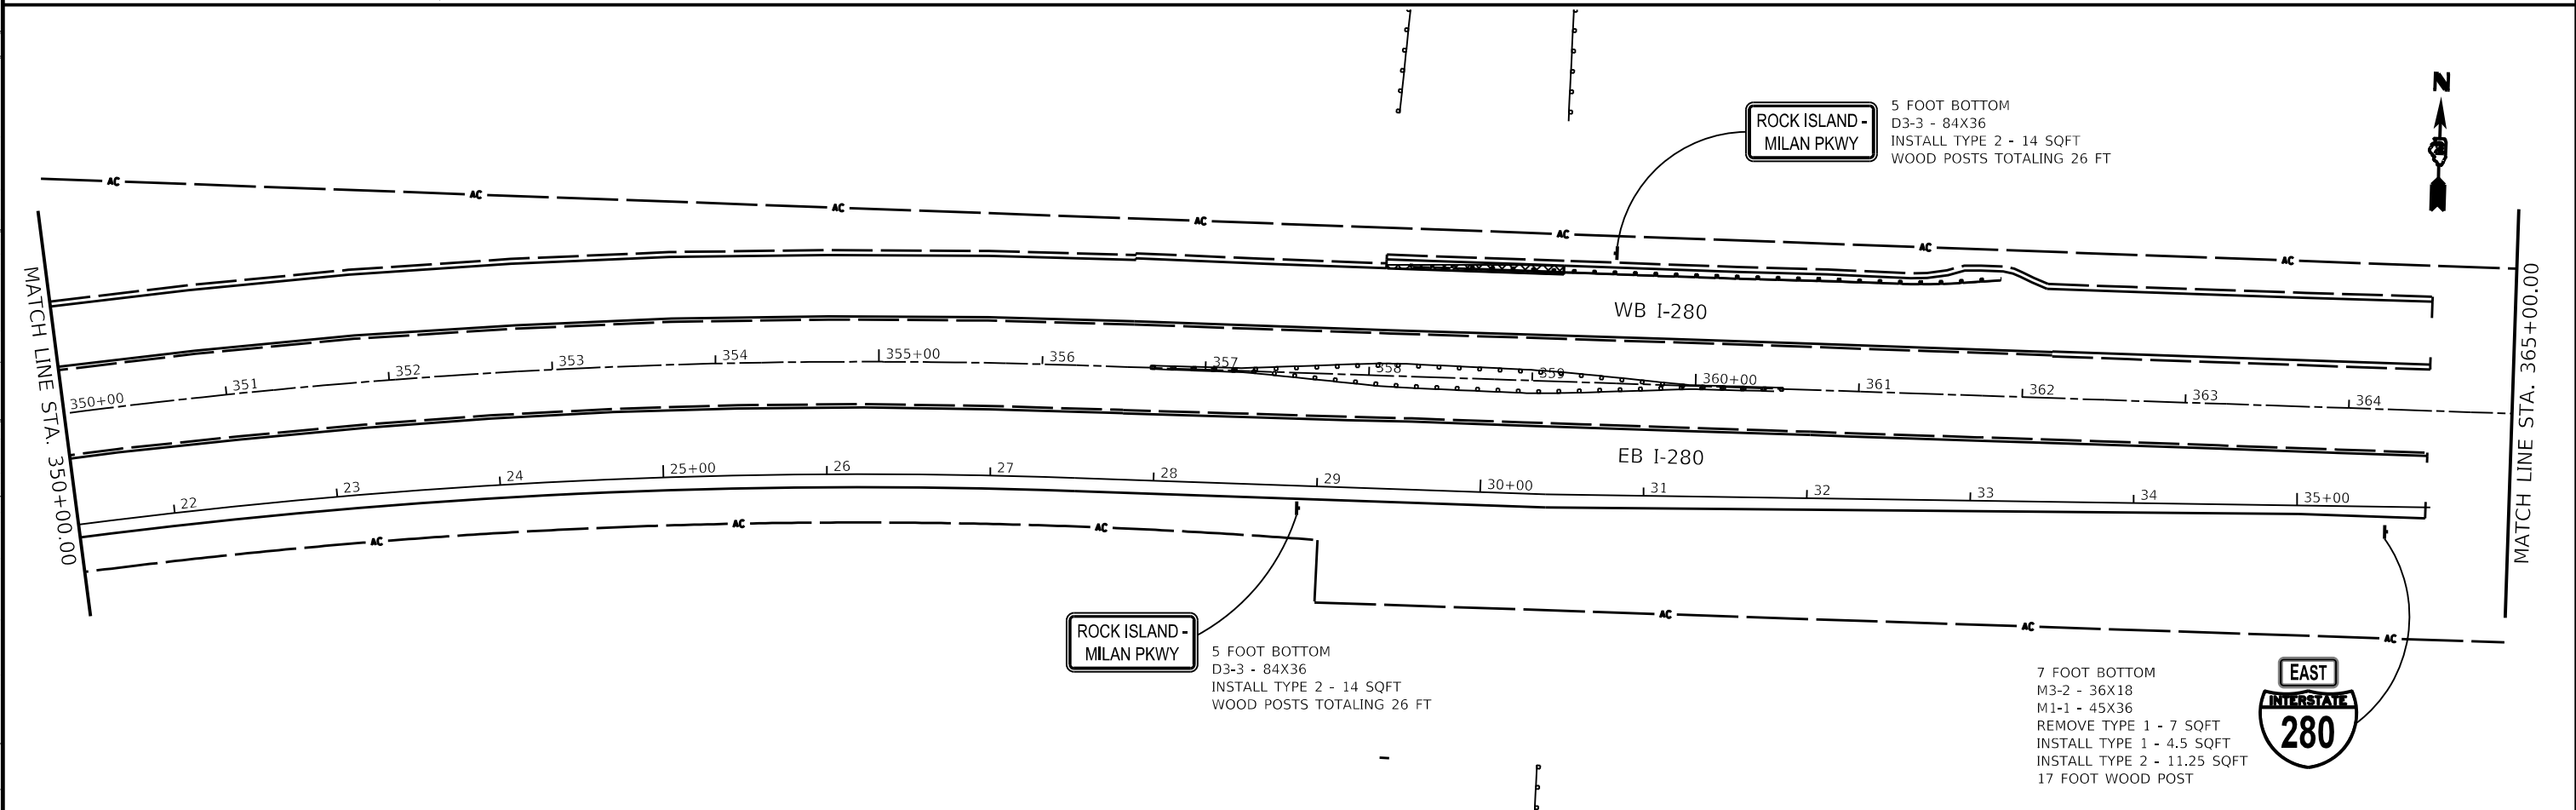 N
ROCK ISLAND -
MILAN PKWY
5 FOOT BOTTOM
D3-3 - 84X36
INSTALL TYPE 2 - 14 SQFT
WOOD POSTS TOTALING 26 FT
AC
AC
AC
AC
AC
AC
AC
MATCH LINE STA. 350+00.00
MATCH LINE STA. 365+00.00
WB I-280
350+00
351
352
353
354
355+00
356
357
358
359
360+00
361
362
363
364
EB I-280
22
23
24
25+00
26
27
28
29
30+00
31
32
33
34
35+00
AC
AC
AC
AC
AC
AC
ROCK ISLAND -
MILAN PKWY
5 FOOT BOTTOM
D3-3 - 84X36
INSTALL TYPE 2 - 14 SQFT
WOOD POSTS TOTALING 26 FT
7 FOOT BOTTOM
M3-2 - 36X18
M1-1 - 45X36
REMOVE TYPE 1 - 7 SQFT
INSTALL TYPE 1 - 4.5 SQFT
INSTALL TYPE 2 - 11.25 SQFT
17 FOOT WOOD POST
EAST
INTERSTATE
280